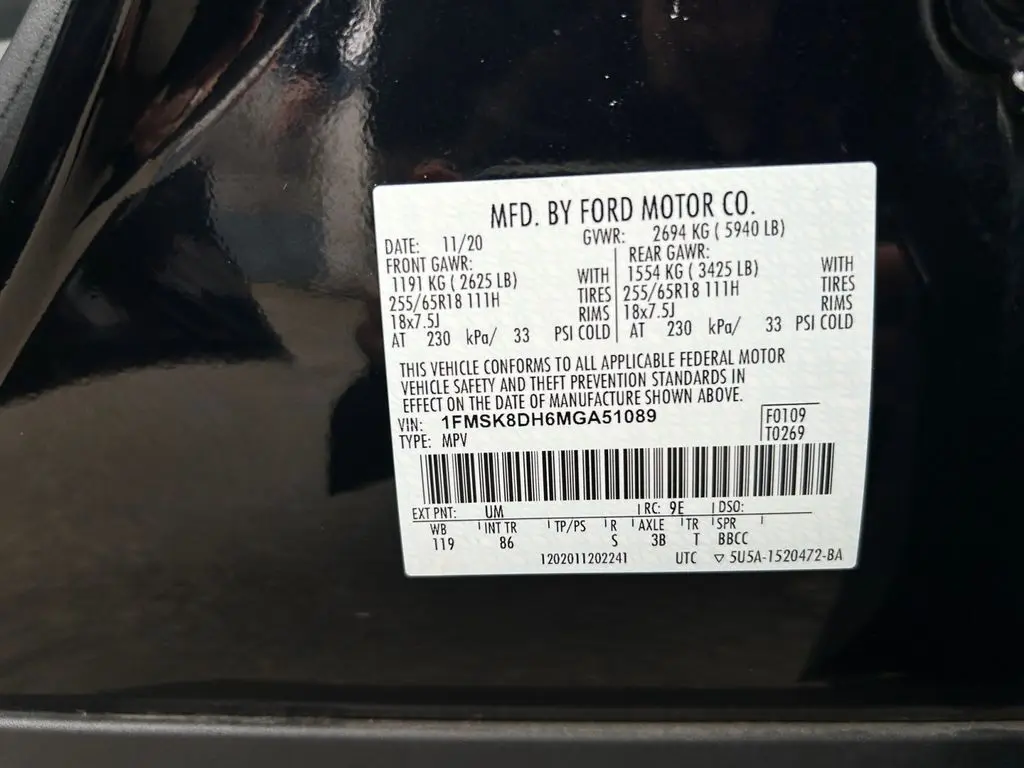 MFD. BY FORD MOTOR CO.
DATE: 11/20 GVWR: 2694 KG ( 5940 LB)
FRONT GAWR: REAR GAWR:
1191 KG ( 2625 LB) WITH 1554 KG ( 3425 LB) WITH
255/65R18 111H TIRES 255/65R18 111H TIRES
18x7.5J RIMS 18x7.5J RIMS
AT 230 kPa/ 33 PSI COLD AT 230 kPa/ 33 PSI COLD
THIS VEHICLE CONFORMS TO ALL APPLICABLE FEDERAL MOTOR
VEHICLE SAFETY AND THEFT PREVENTION STANDARDS IN
EFFECT ON THE DATE OF MANUFACTURE SHOWN ABOVE.
VIN: 1FMSK8DH6MGA51089 F0109
TYPE: MPV T0269
EXT PNT: UM RC: 9E DSO:
WB INT TR TP/PS R AXLE TR SPR
119 86 S 3B T BBCC
1202011202241 UTC ▽ 5U5A-1520472-BA